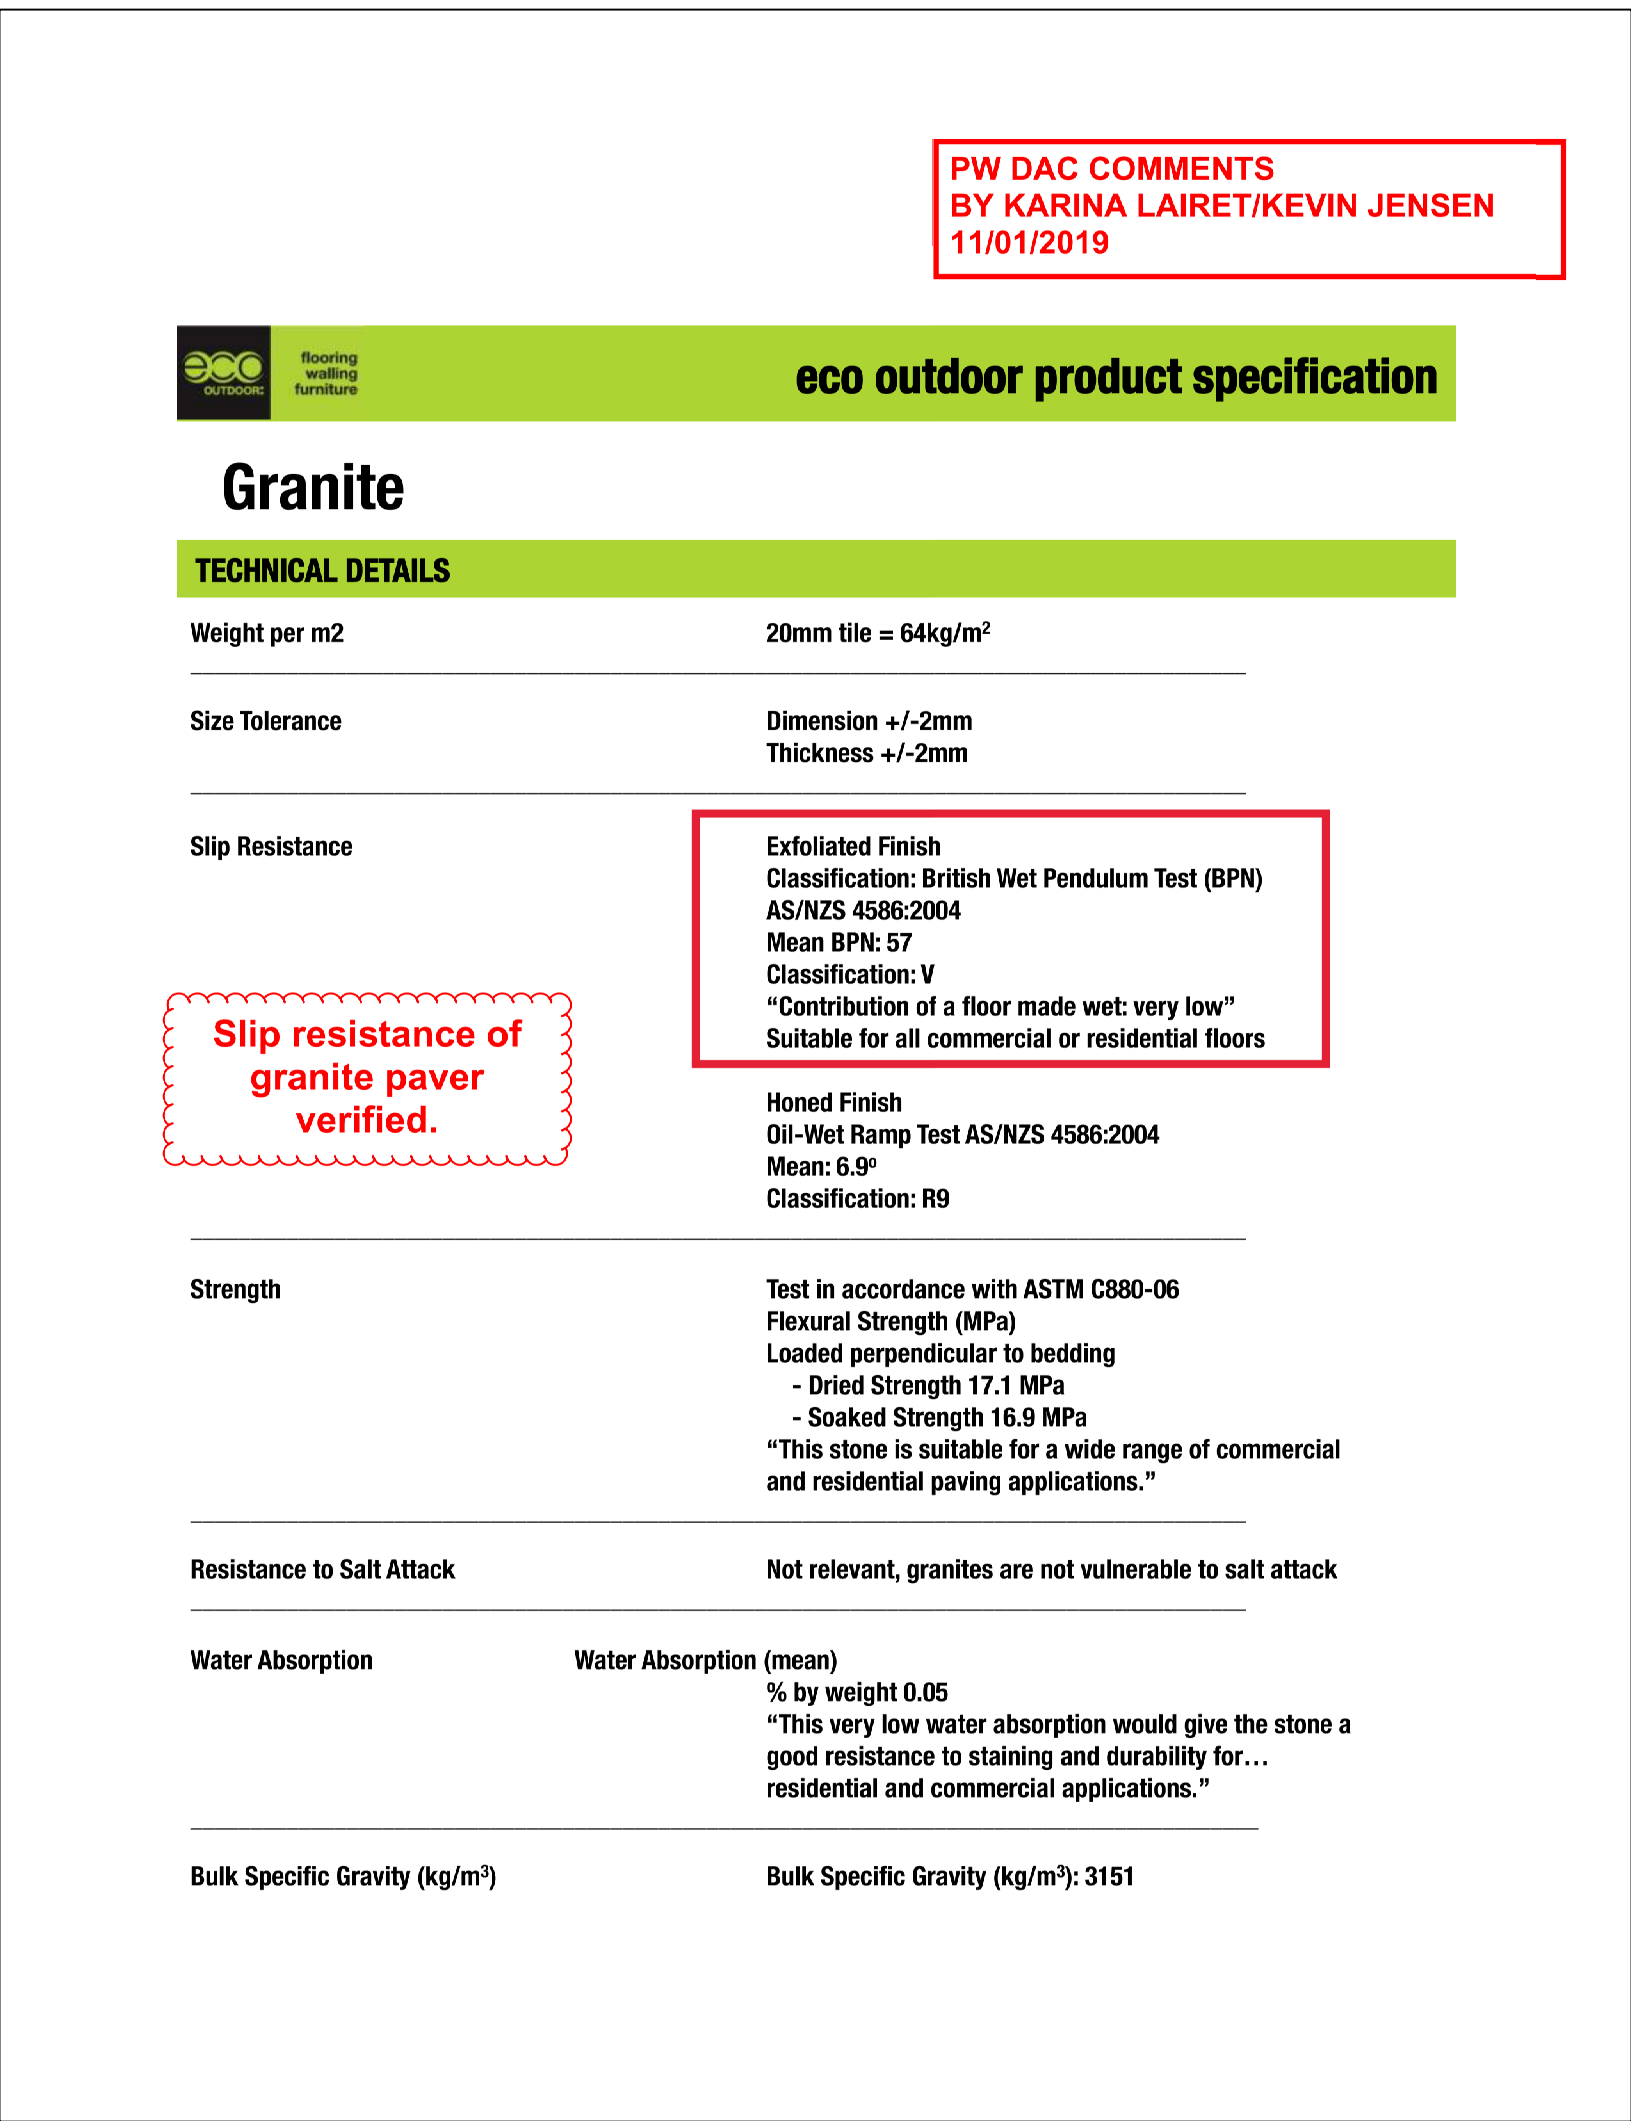 PW DAC COMMENTS
BY KARINA LAIRET/KEVIN JENSEN
11/01/2019
eco
OUTDOOR
flooring
walling
furniture
eco outdoor product specification
Granite
TECHNICAL DETAILS
Weight per m2 20mm tile = 64kg/m²
Size Tolerance Dimension +/-2mm
Thickness +/-2mm
Slip Resistance Exfoliated Finish
Classification: British Wet Pendulum Test (BPN)
AS/NZS 4586:2004
Mean BPN: 57
Classification: V
“Contribution of a floor made wet: very low”
Suitable for all commercial or residential floors
Slip resistance of
granite paver
verified.
Honed Finish
Oil-Wet Ramp Test AS/NZS 4586:2004
Mean: 6.9º
Classification: R9
Strength Test in accordance with ASTM C880-06
Flexural Strength (MPa)
Loaded perpendicular to bedding
- Dried Strength 17.1 MPa
- Soaked Strength 16.9 MPa
“This stone is suitable for a wide range of commercial
and residential paving applications.”
Resistance to Salt Attack Not relevant, granites are not vulnerable to salt attack
Water Absorption Water Absorption (mean)
% by weight 0.05
“This very low water absorption would give the stone a
good resistance to staining and durability for…
residential and commercial applications.”
Bulk Specific Gravity (kg/m³) Bulk Specific Gravity (kg/m³): 3151